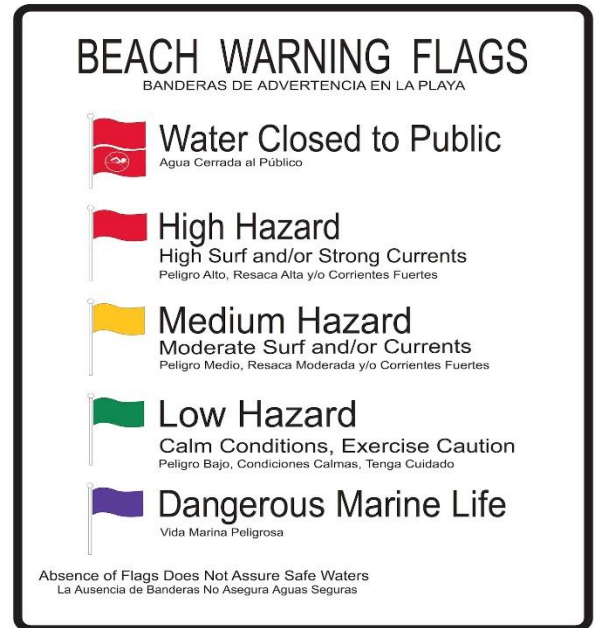 BEACH WARNING FLAGS
BANDERAS DE ADVERTENCIA EN LA PLAYA
Water Closed to Public
Agua Cerrada al Público
High Hazard
High Surf and/or Strong Currents
Peligro Alto, Resaca Alta y/o Corrientes Fuertes
Medium Hazard
Moderate Surf and/or Currents
Peligro Medio, Resaca Moderada y/o Corrientes Fuertes
Low Hazard
Calm Conditions, Exercise Caution
Peligro Bajo, Condiciones Calmas, Tenga Cuidado
Dangerous Marine Life
Vida Marina Peligrosa
Absence of Flags Does Not Assure Safe Waters
La Ausencia de Banderas No Asegura Aguas Seguras